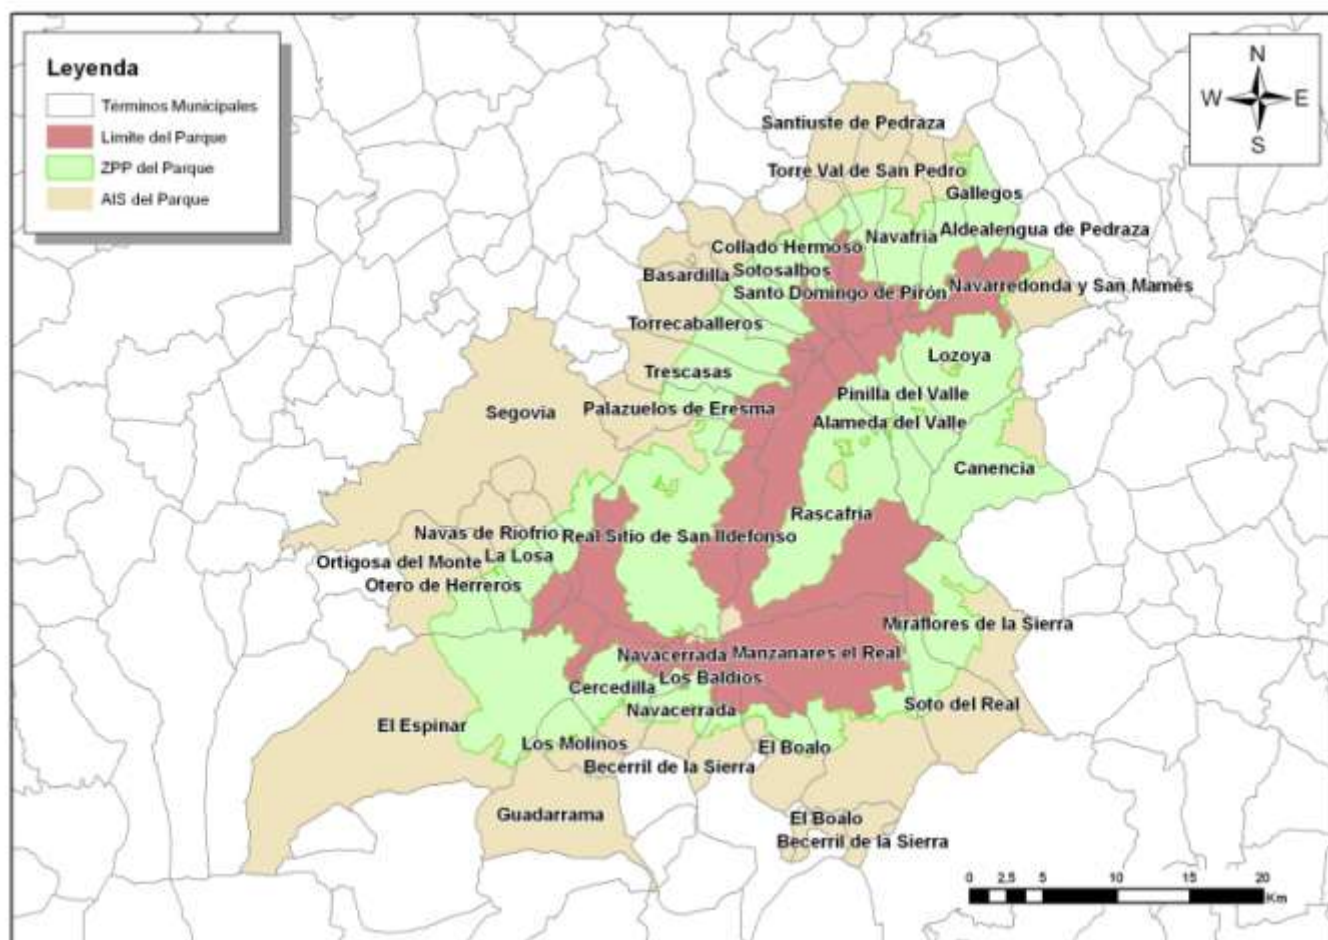 Leyenda
Términos Municipales
Limite del Parque
ZPP del Parque
AIS del Parque
N
W E
S
Santiuste de Pedraza
Torre Val de San Pedro
Gallegos
Aldealengua de Pedraza
Navafría
Collado Hermoso
Basardilla
Sotosalbos
Santo Domingo de Pirón
Navarredonda y San Mamés
Torrecaballeros
Lozoya
Trescasas
Pinilla del Valle
Segovia
Palazuelos de Eresma
Alameda del Valle
Canencia
Rascafría
Navas de Riofrío
Real Sitio de San Ildefonso
La Losa
Ortigosa del Monte
Otero de Herreros
Miraflores de la Sierra
Navacerrada
Manzanares el Real
Los Baldíos
Cercedilla
Navacerrada
Soto del Real
El Espinar
Los Molinos
El Boalo
Becerril de la Sierra
Guadarrama
El Boalo
Becerril de la Sierra
0 2,5 5 10 15 20
Km